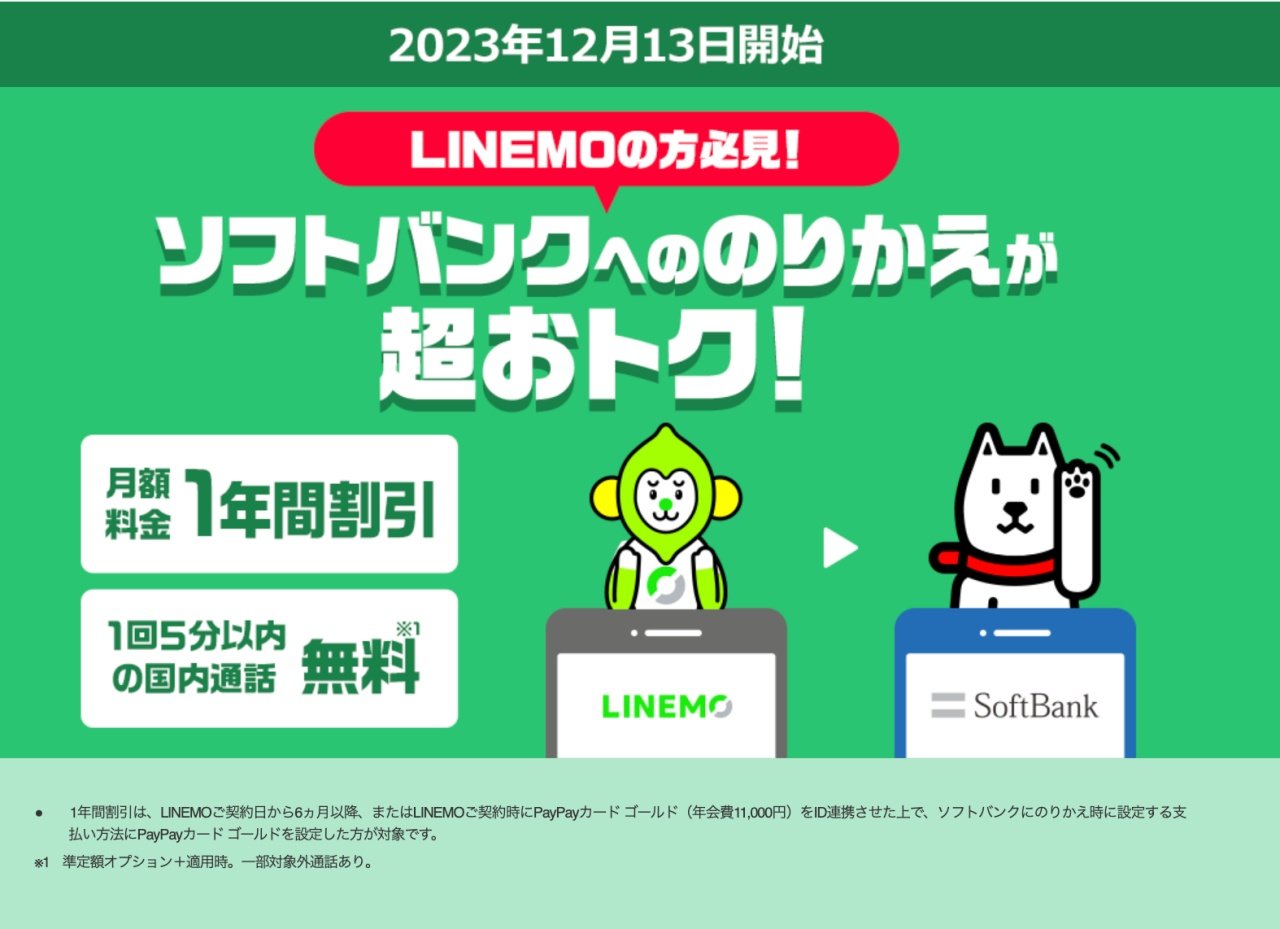 2023年12月13日開始
LINEMOの方必見!
ソフトバンクへののりかえが
超おトク!
月額
料金
1年間割引
1回5分以内
の国内通話
無料
※1
LINEMO
SoftBank
● 1年間割引は、LINEMOご契約日から6ヵ月以降、またはLINEMOご契約時にPayPayカード ゴールド（年会費11,000円）をID連携させた上で、ソフトバンクにのりかえ時に設定する支
払い方法にPayPayカード ゴールドを設定した方が対象です。
※1 準定額オプション＋適用時。一部対象外通話あり。